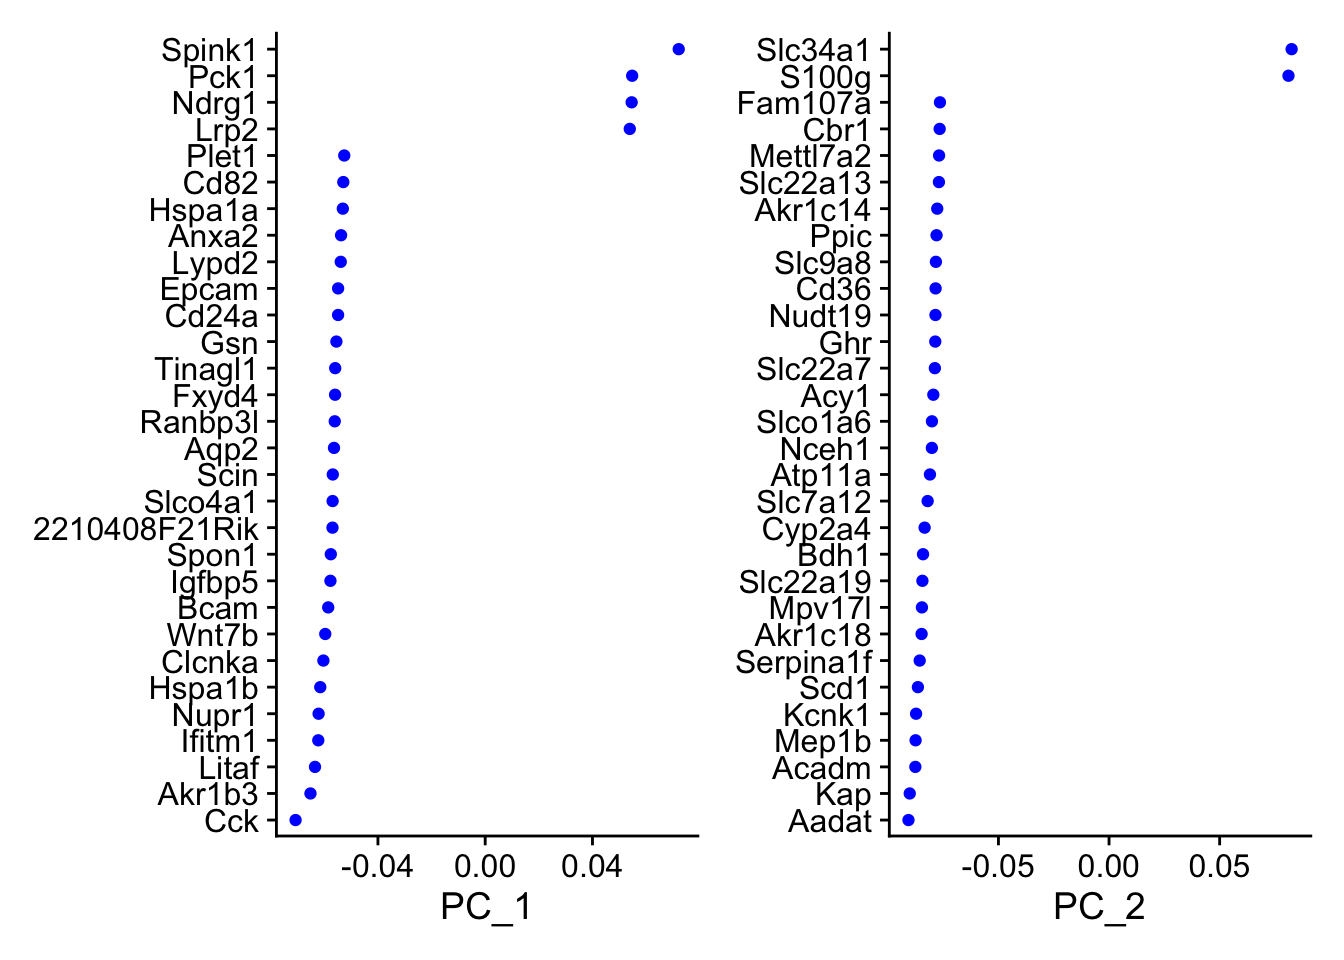 Spink1
Pck1
Ndrg1
Lrp2
Plet1
Cd82
Hspa1a
Anxa2
Lypd2
Epcam
Cd24a
Gsn
Tinagl1
Fxyd4
Ranbp3l
Aqp2
Scin
Slco4a1
2210408F21Rik
Spon1
Igfbp5
Bcam
Wnt7b
Clcnka
Hspa1b
Nupr1
Ifitm1
Litaf
Akr1b3
Cck
-0.04 0.00 0.04
PC_1
Slc34a1
S100g
Fam107a
Cbr1
Mettl7a2
Slc22a13
Akr1c14
Ppic
Slc9a8
Cd36
Nudt19
Ghr
Slc22a7
Acy1
Slco1a6
Nceh1
Atp11a
Slc7a12
Cyp2a4
Bdh1
Slc22a19
Mpv17l
Akr1c18
Serpina1f
Scd1
Kcnk1
Mep1b
Acadm
Kap
Aadat
-0.05 0.00 0.05
PC_2